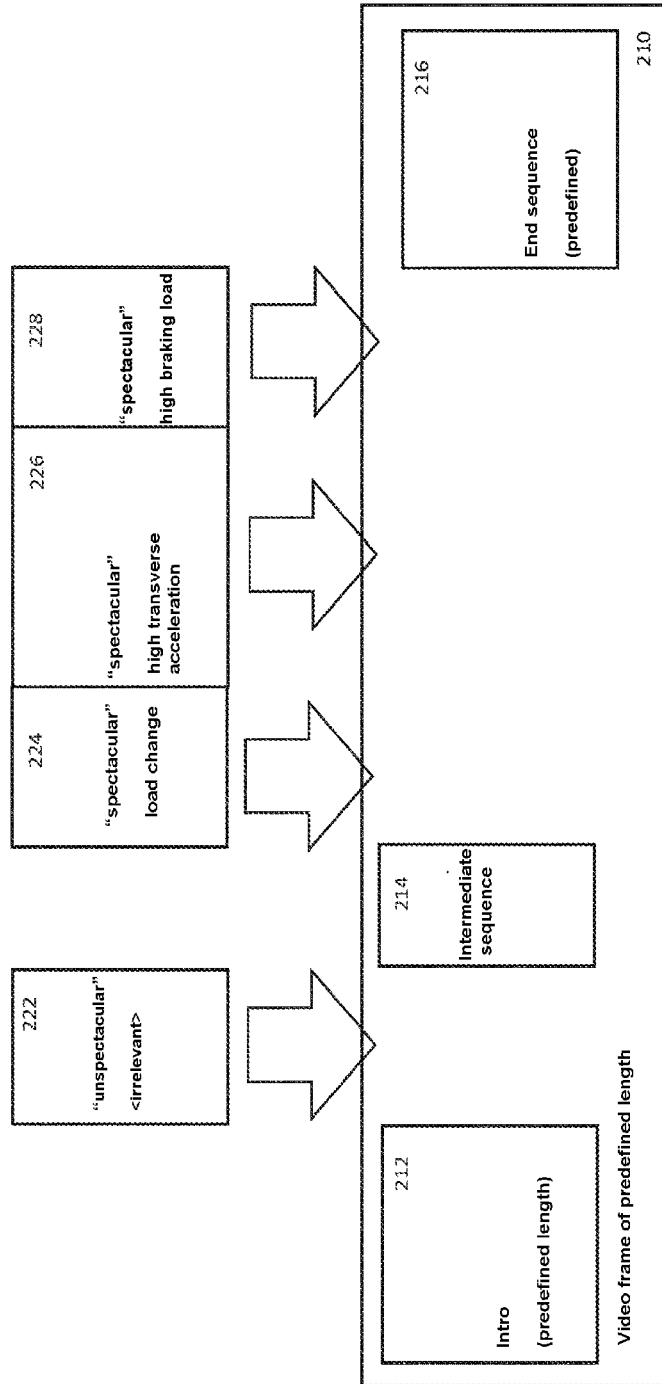 222
“unspectacular”
<irrelevant>
224
“spectacular”
load change
226
“spectacular”
high transverse
acceleration
228
“spectacular”
high braking load
212
Intro
(predefined length)
214
Intermediate
sequence
216
End sequence
(predefined)
Video frame of predefined length
210